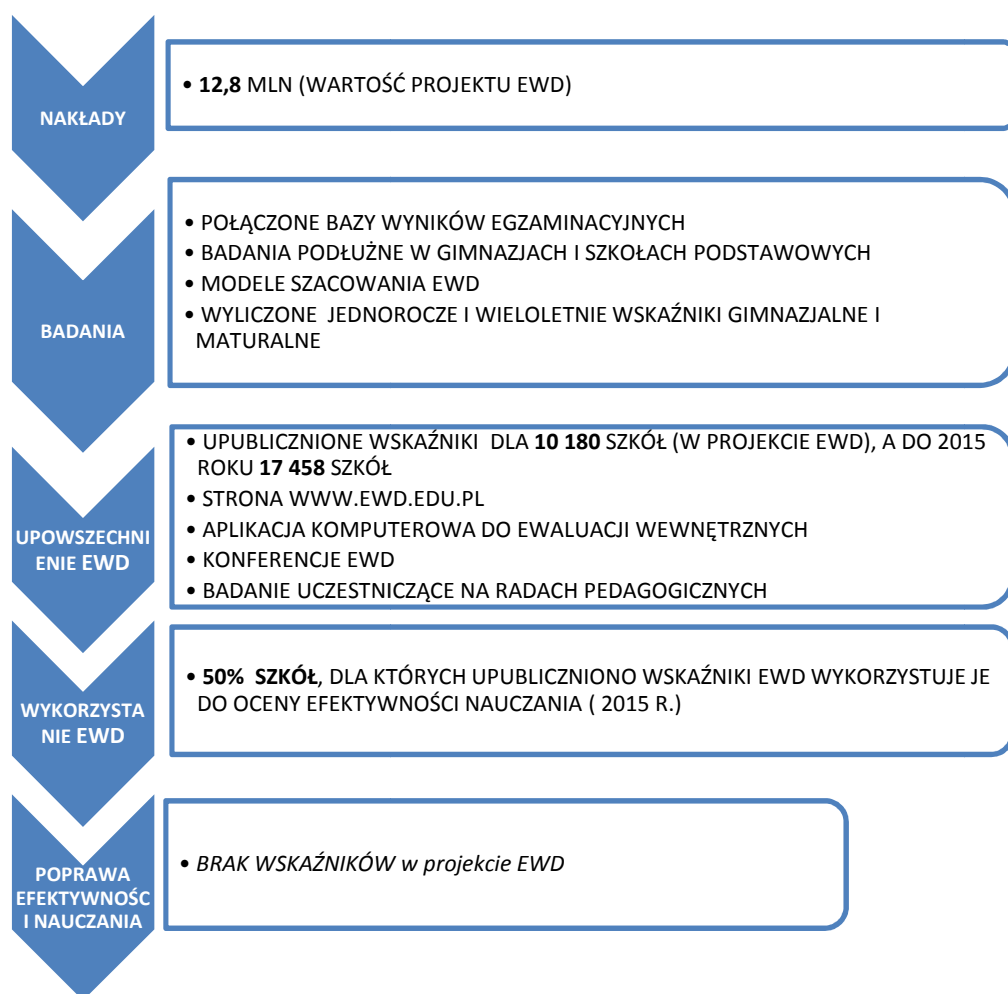 NAKŁADY
• 12,8 MLN (WARTOŚĆ PROJEKTU EWD)
BADANIA
• POŁĄCZONE BAZY WYNIKÓW EGZAMINACYJNYCH
• BADANIA PODŁUŻNE W GIMNAZJACH I SZKOŁACH PODSTAWOWYCH
• MODELE SZACOWANIA EWD
• WYLICZONE JEDNOROCZE I WIELOLETNIE WSKAŹNIKI GIMNAZJALNE I
MATURALNE
UPOWSZECHNI
ENIE EWD
• UPUBLICZNIONE WSKAŹNIKI DLA 10 180 SZKÓŁ (W PROJEKCIE EWD), A DO 2015
ROKU 17 458 SZKÓŁ
• STRONA WWW.EWD.EDU.PL
• APLIKACJA KOMPUTEROWA DO EWALUACJI WEWNĘTRZNYCH
• KONFERENCJE EWD
• BADANIE UCZESTNICZĄCE NA RADACH PEDAGOGICZNYCH
WYKORZYSTA
NIE EWD
• 50% SZKÓŁ, DLA KTÓRYCH UPUBLICZNIONO WSKAŹNIKI EWD WYKORZYSTUJE JE
DO OCENY EFEKTYWNOŚCI NAUCZANIA ( 2015 R.)
POPRAWA
EFEKTYWNOŚC
I NAUCZANIA
• BRAK WSKAŹNIKÓW w projekcie EWD